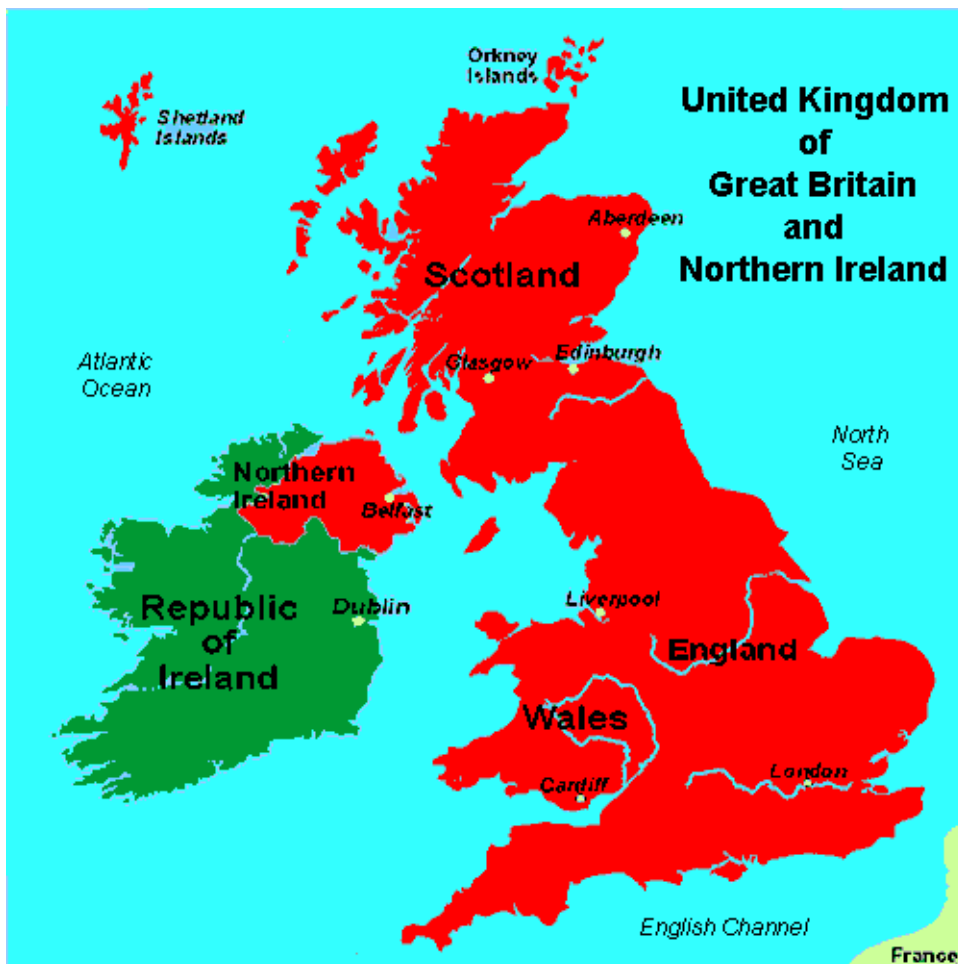 Orkney
Islands
United Kingdom
of
Great Britain
and
Northern Ireland
Shetland
Islands
Aberdeen
Scotland
Atlantic
Ocean
Glasgow
Edinburgh
North
Sea
Northern
Ireland
Belfast
Republic
of
Ireland
Dublin
Liverpool
England
Wales
Cardiff
London
English Channel
France